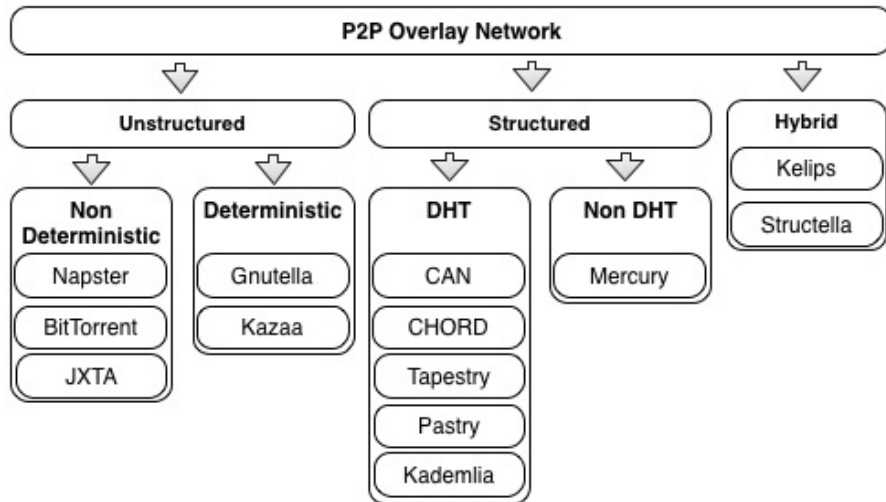 P2P Overlay Network
Unstructured
Structured
Hybrid
Kelips
Structella
Non
Deterministic
Napster
BitTorrent
JXTA
Deterministic
Gnutella
Kazaa
DHT
CAN
CHORD
Tapestry
Pastry
Kademlia
Non DHT
Mercury